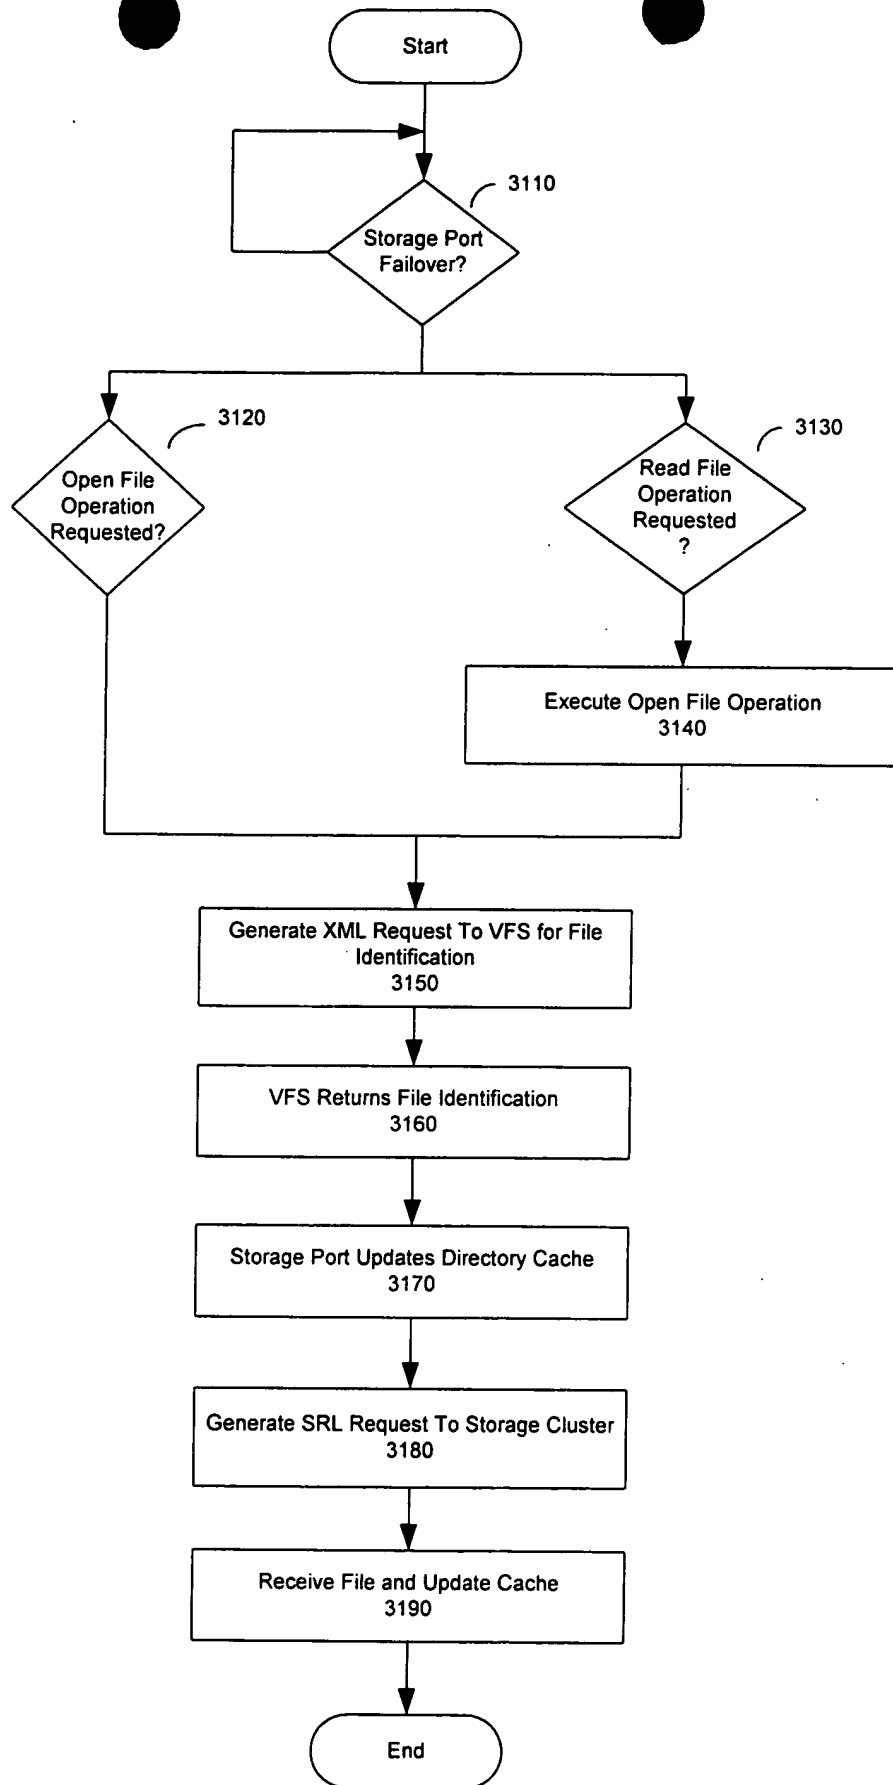 Start
3110
Storage Port
Failover?
3120
Open File
Operation
Requested?
3130
Read File
Operation
Requested
?
Execute Open File Operation
3140
Generate XML Request To VFS for File
Identification
3150
VFS Returns File Identification
3160
Storage Port Updates Directory Cache
3170
Generate SRL Request To Storage Cluster
3180
Receive File and Update Cache
3190
End